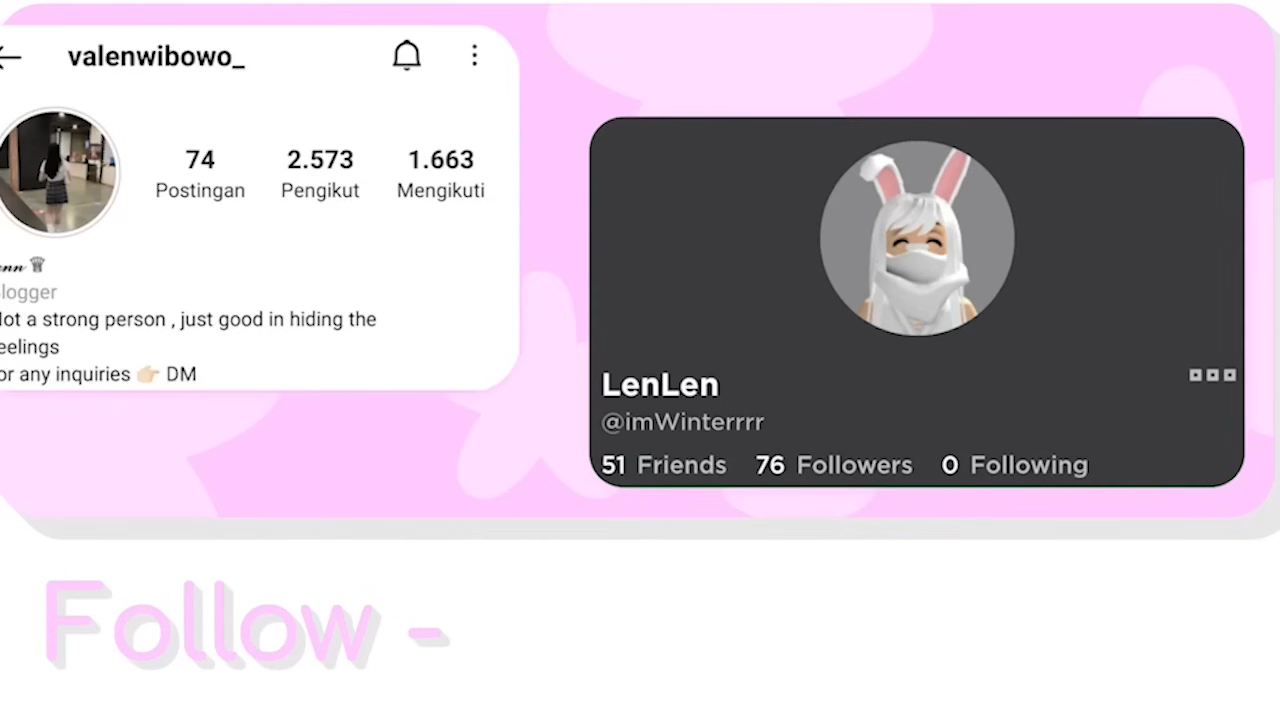 valenwibowo_
74 2.573 1.663
Postingan Pengikut Mengikuti
logger
ot a strong person , just good in hiding the
eelings
or any inquiries 👉🏼 DM
LenLen
@imWinterrrr
51 Friends 76 Followers 0 Following
Follow -